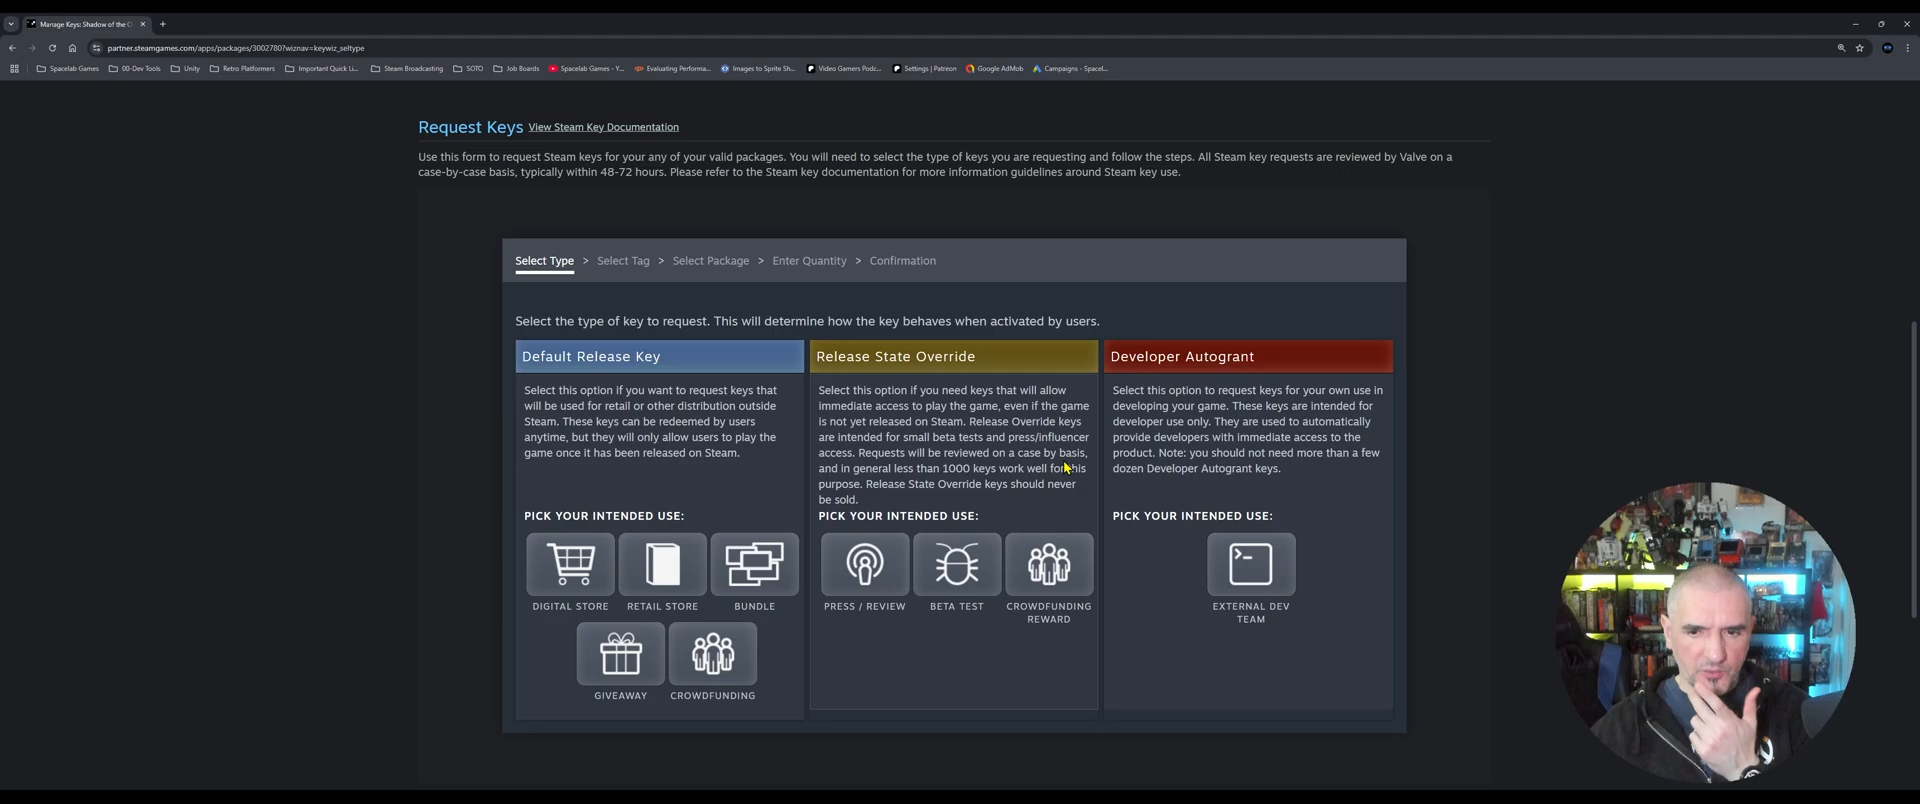 Manage Keys: Shadow of the O
partner.steamgames.com/apps/packages/3002780?wiznav=keywiz_seltype
Spacelab Games 00-Dev Tools Unity Retro Platformers Important Quick Li... Steam Broadcasting SOTO Job Boards Spacelab Games - Y... Evaluating Performa... Images to Sprite Sh... Video Gamers Podc... Settings | Patreon Google AdMob Campaigns - Spacel...
Request Keys View Steam Key Documentation
Use this form to request Steam keys for your any of your valid packages. You will need to select the type of keys you are requesting and follow the steps. All Steam key requests are reviewed by Valve on a
case-by-case basis, typically within 48-72 hours. Please refer to the Steam key documentation for more information guidelines around Steam key use.
Select Type > Select Tag > Select Package > Enter Quantity > Confirmation
Select the type of key to request. This will determine how the key behaves when activated by users.
Default Release Key
Select this option if you want to request keys that
will be used for retail or other distribution outside
Steam. These keys can be redeemed by users
anytime, but they will only allow users to play the
game once it has been released on Steam.
PICK YOUR INTENDED USE:
DIGITAL STORE RETAIL STORE BUNDLE
GIVEAWAY CROWDFUNDING
Release State Override
Select this option if you need keys that will allow
immediate access to play the game, even if the game
is not yet released on Steam. Release Override keys
are intended for small beta tests and press/influencer
access. Requests will be reviewed on a case by basis,
and in general less than 1000 keys work well for this
purpose. Release State Override keys should never
be sold.
PICK YOUR INTENDED USE:
PRESS / REVIEW BETA TEST CROWDFUNDING
REWARD
Developer Autogrant
Select this option to request keys for your own use in
developing your game. These keys are intended for
developer use only. They are used to automatically
provide developers with immediate access to the
product. Note: you should not need more than a few
dozen Developer Autogrant keys.
PICK YOUR INTENDED USE:
EXTERNAL DEV
TEAM